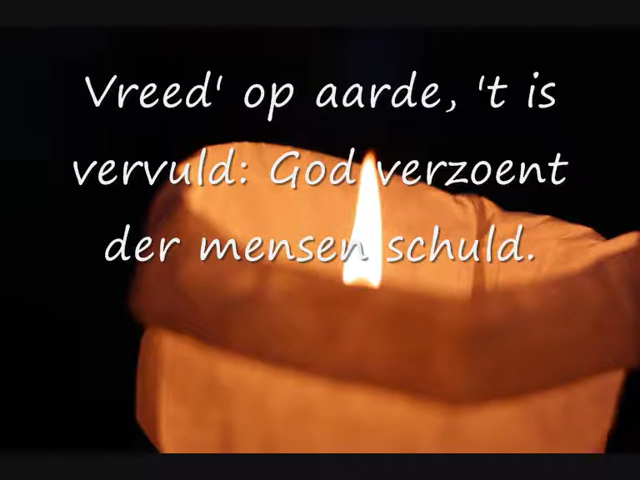 Vreed' op aarde, 't is
vervuld: God verzoent
der mensen schuld.